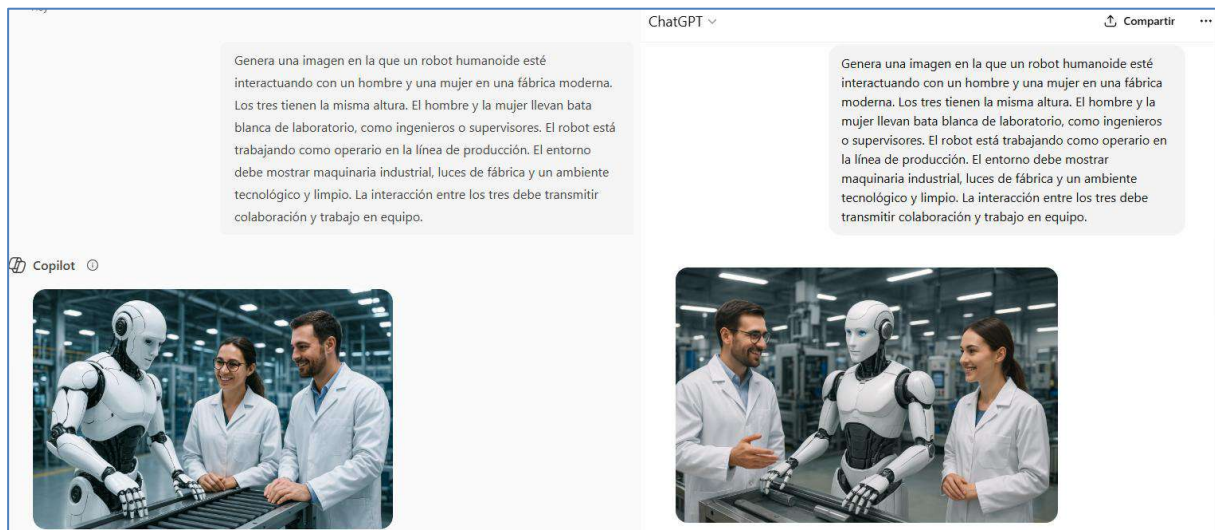 Genera una imagen en la que un robot humanoide esté
interactuando con un hombre y una mujer en una fábrica moderna.
Los tres tienen la misma altura. El hombre y la mujer llevan bata
blanca de laboratorio, como ingenieros o supervisores. El robot está
trabajando como operario en la línea de producción. El entorno
debe mostrar maquinaria industrial, luces de fábrica y un ambiente
tecnológico y limpio. La interacción entre los tres debe transmitir
colaboración y trabajo en equipo.
Copilot
ChatGPT
Compartir
Genera una imagen en la que un robot humanoide esté
interactuando con un hombre y una mujer en una fábrica
moderna. Los tres tienen la misma altura. El hombre y la
mujer llevan bata blanca de laboratorio, como ingenieros
o supervisores. El robot está trabajando como operario en
la línea de producción. El entorno debe mostrar
maquinaria industrial, luces de fábrica y un ambiente
tecnológico y limpio. La interacción entre los tres debe
transmitir colaboración y trabajo en equipo.